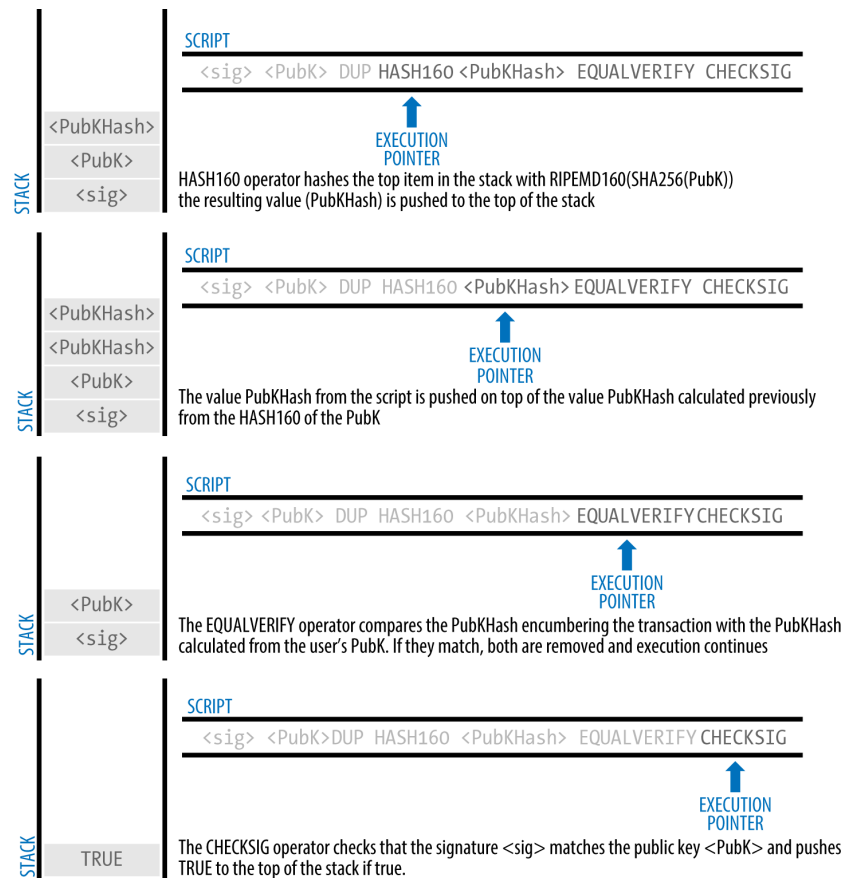 SCRIPT
<sig> <PubK> DUP HASH160 <PubKHash> EQUALVERIFY CHECKSIG
EXECUTION
POINTER
<PubKHash>
<PubK>
<sig>
STACK
HASH160 operator hashes the top item in the stack with RIPEMD160(SHA256(PubK))
the resulting value (PubKHash) is pushed to the top of the stack
SCRIPT
<sig> <PubK> DUP HASH160 <PubKHash> EQUALVERIFY CHECKSIG
EXECUTION
POINTER
<PubKHash>
<PubKHash>
<PubK>
<sig>
STACK
The value PubKHash from the script is pushed on top of the value PubKHash calculated previously
from the HASH160 of the PubK
SCRIPT
<sig> <PubK> DUP HASH160 <PubKHash> EQUALVERIFY CHECKSIG
EXECUTION
POINTER
<PubK>
<sig>
STACK
The EQUALVERIFY operator compares the PubKHash encumbering the transaction with the PubKHash
calculated from the user’s PubK. If they match, both are removed and execution continues
SCRIPT
<sig> <PubK> DUP HASH160 <PubKHash> EQUALVERIFY CHECKSIG
EXECUTION
POINTER
TRUE
STACK
The CHECKSIG operator checks that the signature <sig> matches the public key <PubK> and pushes
TRUE to the top of the stack if true.